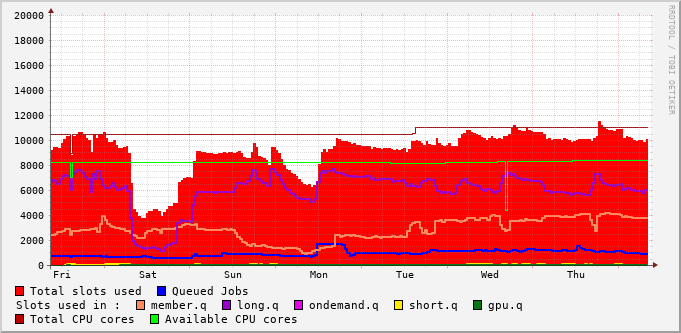 20000
18000
16000
14000
12000
10000
8000
6000
4000
2000
0
Fri Sat Sun Mon Tue Wed Thu
Total slots used Queued Jobs
Slots used in : member.q long.q ondemand.q short.q gpu.q
Total CPU cores Available CPU cores
RRDTOOL / TOBI OETIKER